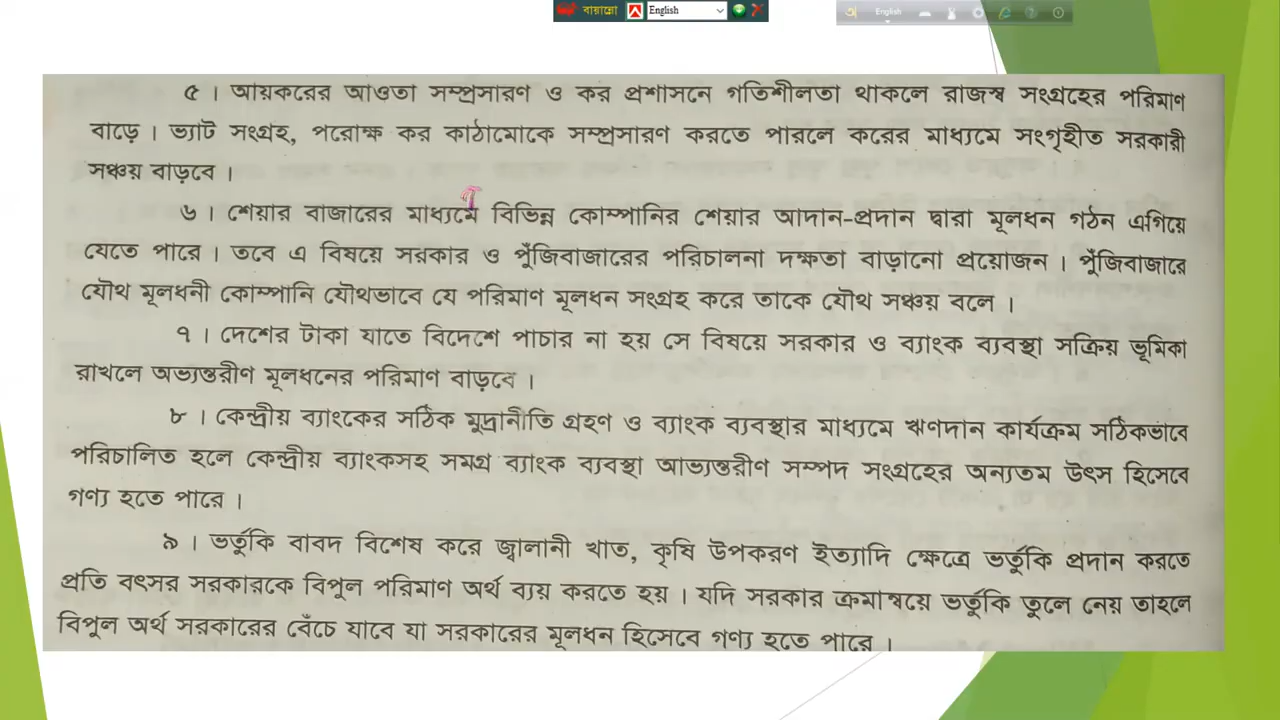 বায়ান্নো
English
English
৫ । আয়করের আওতা সম্প্রসারণ ও কর প্রশাসনে গতিশীলতা থাকলে রাজস্ব সংগ্রহের পরিমাণ
বাড়ে । ভ্যাট সংগ্রহ, পরোক্ষ কর কাঠামোকে সম্প্রসারণ করতে পারলে করের মাধ্যমে সংগৃহীত সরকারী
সঞ্চয় বাড়বে ।
৬ । শেয়ার বাজারের মাধ্যমে বিভিন্ন কোম্পানির শেয়ার আদান-প্রদান দ্বারা মূলধন গঠন এগিয়ে
যেতে পারে । তবে এ বিষয়ে সরকার ও পুঁজিবাজারের পরিচালনা দক্ষতা বাড়ানো প্রয়োজন । পুঁজিবাজারে
যৌথ মূলধনী কোম্পানি যৌথভাবে যে পরিমাণ মূলধন সংগ্রহ করে তাকে যৌথ সঞ্চয় বলে ।
৭ । দেশের টাকা যাতে বিদেশে পাচার না হয় সে বিষয়ে সরকার ও ব্যাংক ব্যবস্থা সক্রিয় ভূমিকা
রাখলে অভ্যন্তরীণ মূলধনের পরিমাণ বাড়বে ।
৮ । কেন্দ্রীয় ব্যাংকের সঠিক মুদ্রানীতি গ্রহণ ও ব্যাংক ব্যবস্থার মাধ্যমে ঋণদান কার্যক্রম সঠিকভাবে
পরিচালিত হলে কেন্দ্রীয় ব্যাংকসহ সমগ্র ব্যাংক ব্যবস্থা আভ্যন্তরীণ সম্পদ সংগ্রহের অন্যতম উৎস হিসেবে
গণ্য হতে পারে ।
৯ । ভর্তুকি বাবদ বিশেষ করে জ্বালানী খাত, কৃষি উপকরণ ইত্যাদি ক্ষেত্রে ভর্তুকি প্রদান করতে
প্রতি বৎসর সরকারকে বিপুল পরিমাণ অর্থ ব্যয় করতে হয় । যদি সরকার ক্রমান্বয়ে ভর্তুকি তুলে নেয় তাহলে
বিপুল অর্থ সরকারের বেঁচে যাবে যা সরকারের মূলধন হিসেবে গণ্য হতে পারে ।